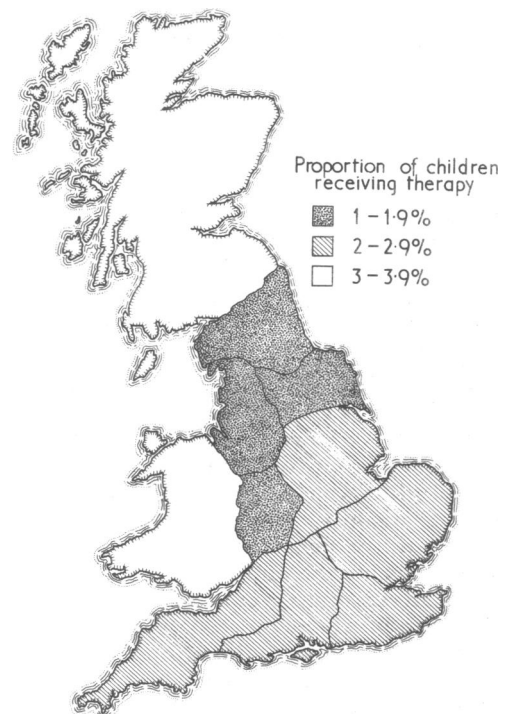 Proportion of children
receiving therapy
1 - 1·9%
2 - 2·9%
3 - 3·9%